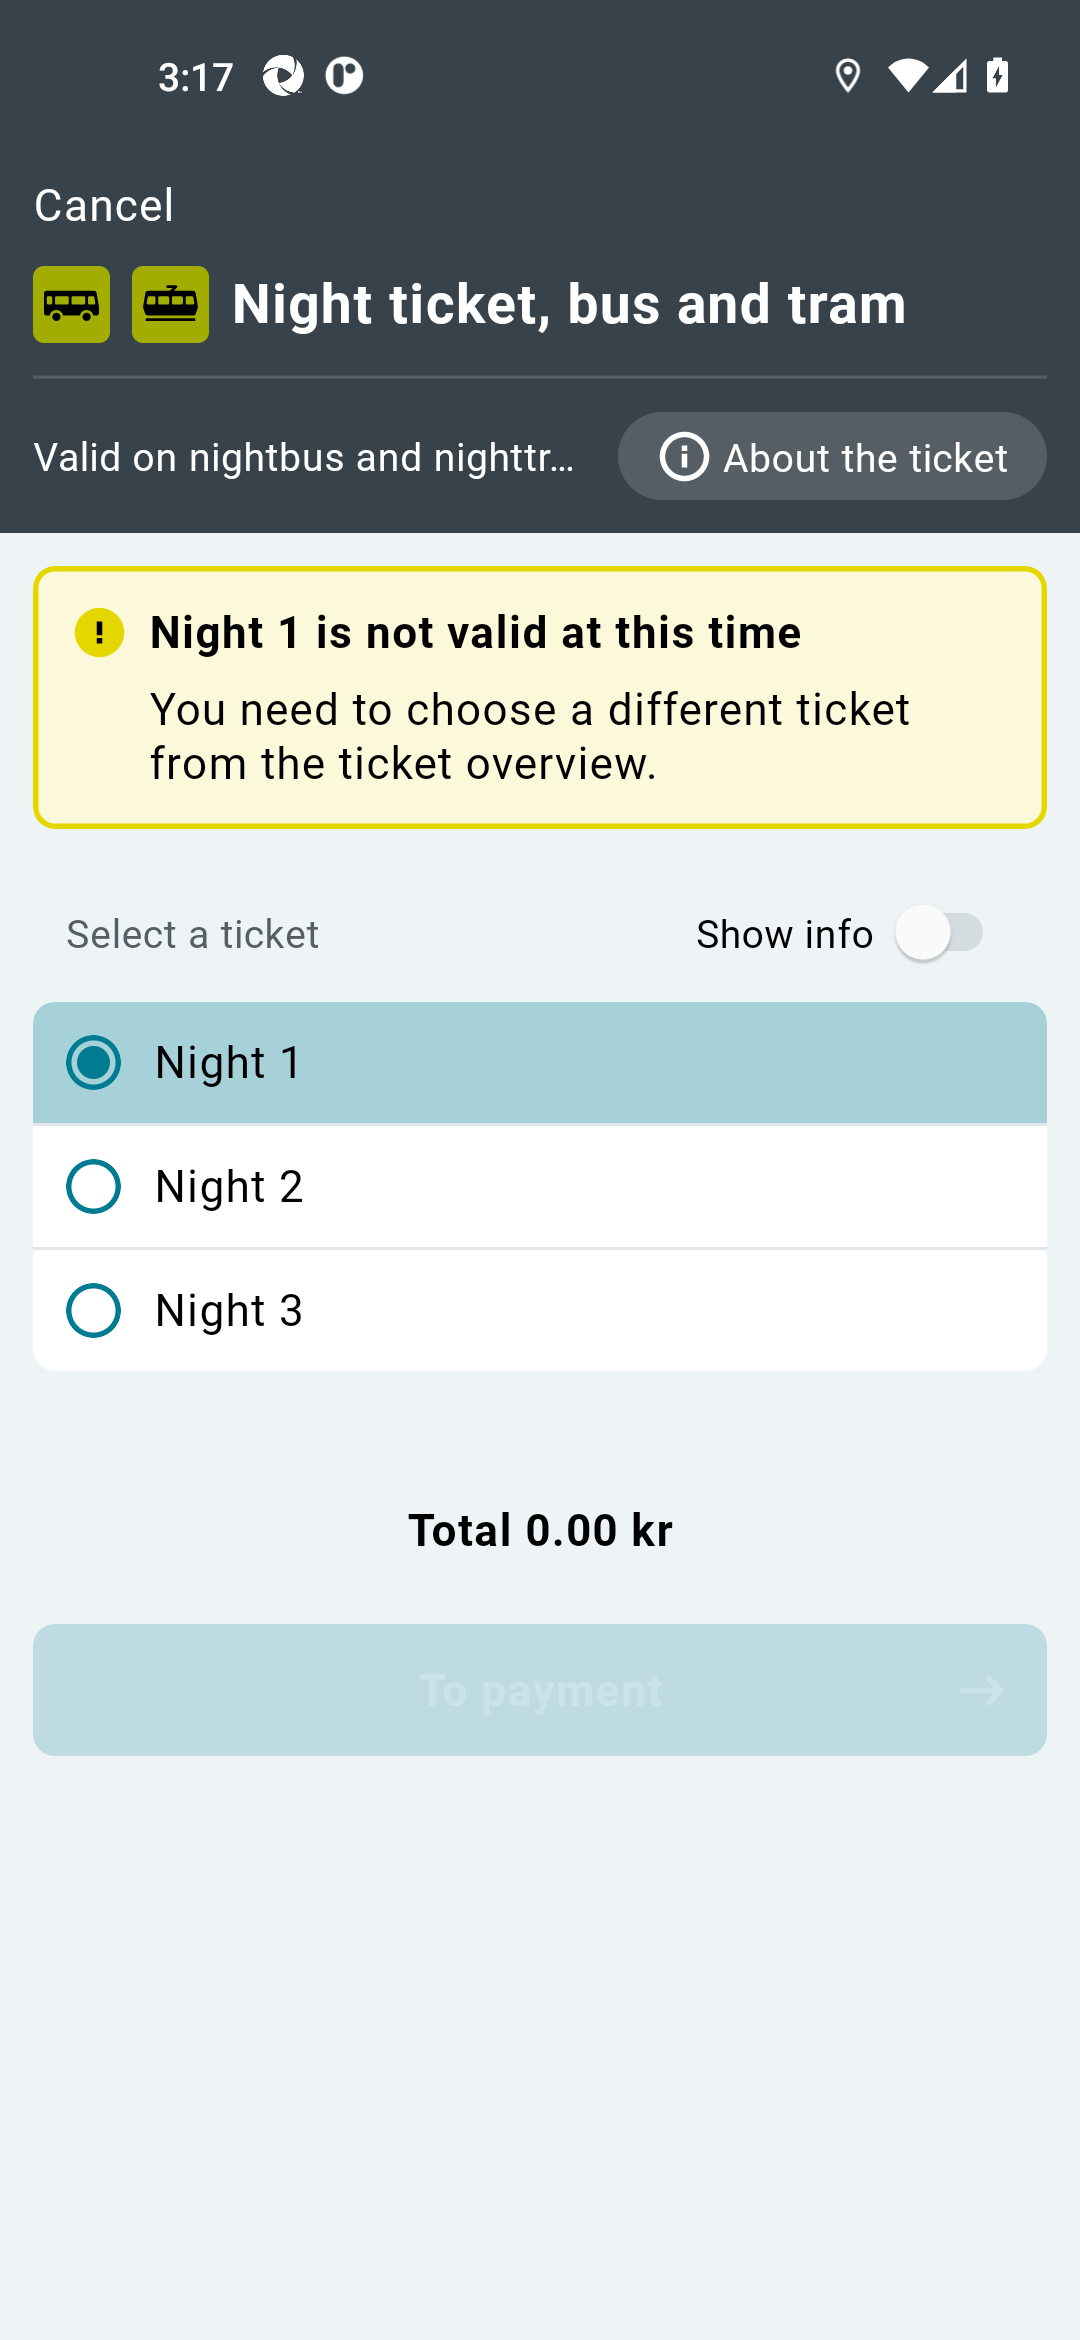 3:17
Cancel
Night ticket, bus and tram
Valid on nightbus and nighttr...
About the ticket
Night 1 is not valid at this time
You need to choose a different ticket
from the ticket overview.
Select a ticket
Show info
Night 1
Night 2
Night 3
Total 0.00 kr
To payment